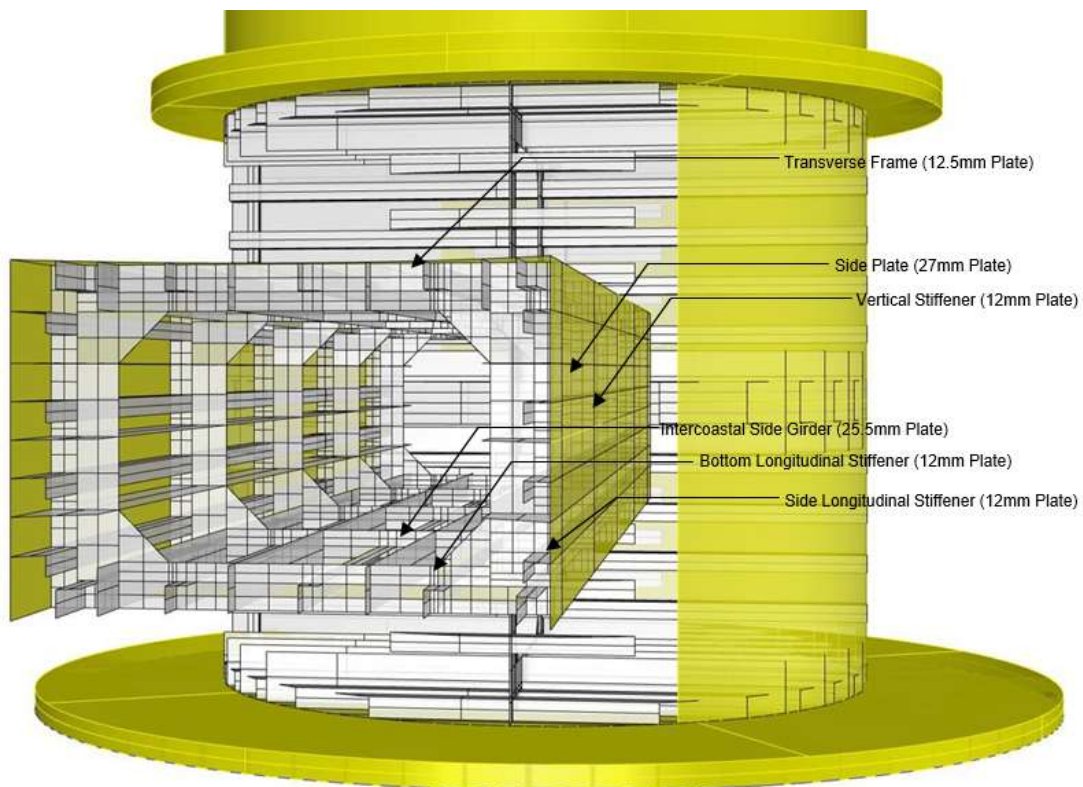 Transverse Frame (12.5mm Plate)
Side Plate (27mm Plate)
Vertical Stiffener (12mm Plate)
Intercoastal Side Girder (25.5mm Plate)
Bottom Longitudinal Stiffener (12mm Plate)
Side Longitudinal Stiffener (12mm Plate)